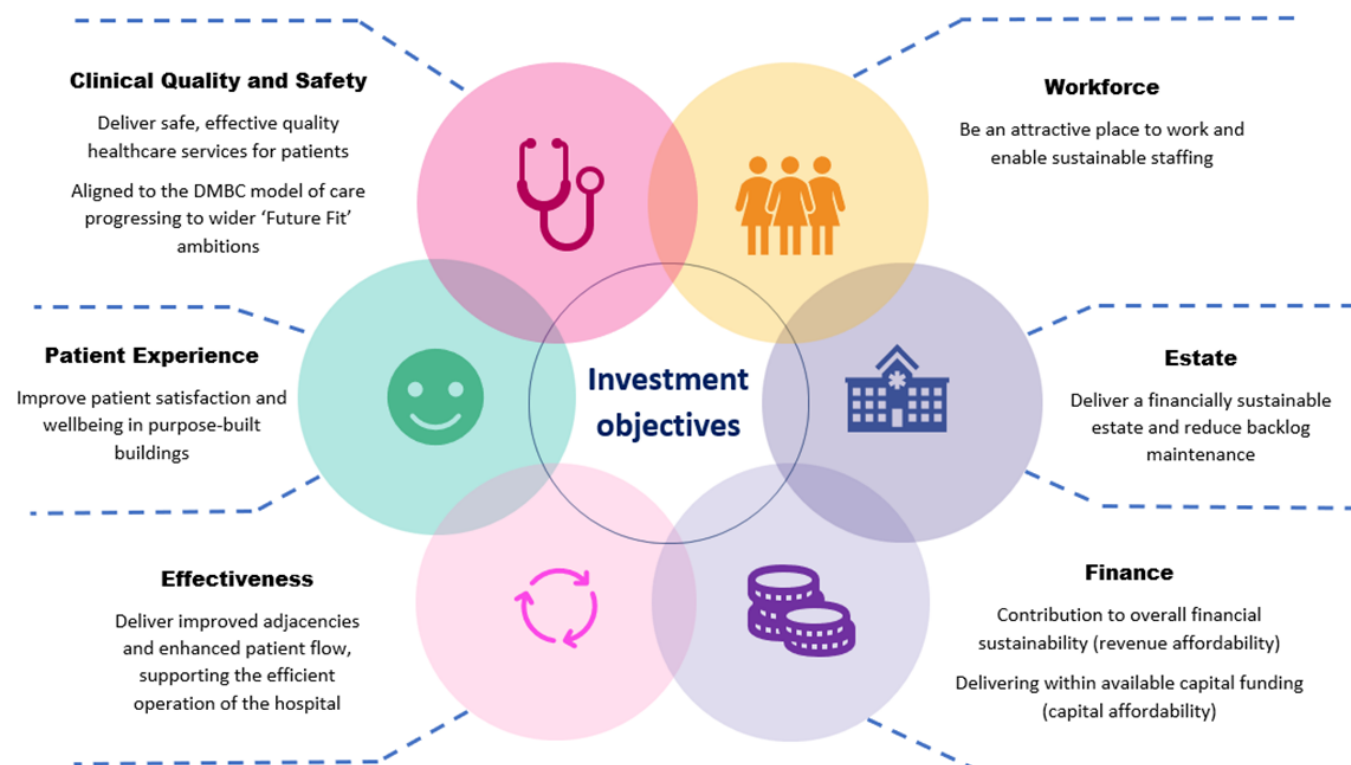 Clinical Quality and Safety
Deliver safe, effective quality
healthcare services for patients
Aligned to the DMBC model of care
progressing to wider ‘Future Fit’
ambitions
Workforce
Be an attractive place to work and
enable sustainable staffing
Patient Experience
Improve patient satisfaction and
wellbeing in purpose-built
buildings
Investment
objectives
Estate
Deliver a financially sustainable
estate and reduce backlog
maintenance
Effectiveness
Deliver improved adjacencies
and enhanced patient flow,
supporting the efficient
operation of the hospital
Finance
Contribution to overall financial
sustainability (revenue affordability)
Delivering within available capital funding
(capital affordability)